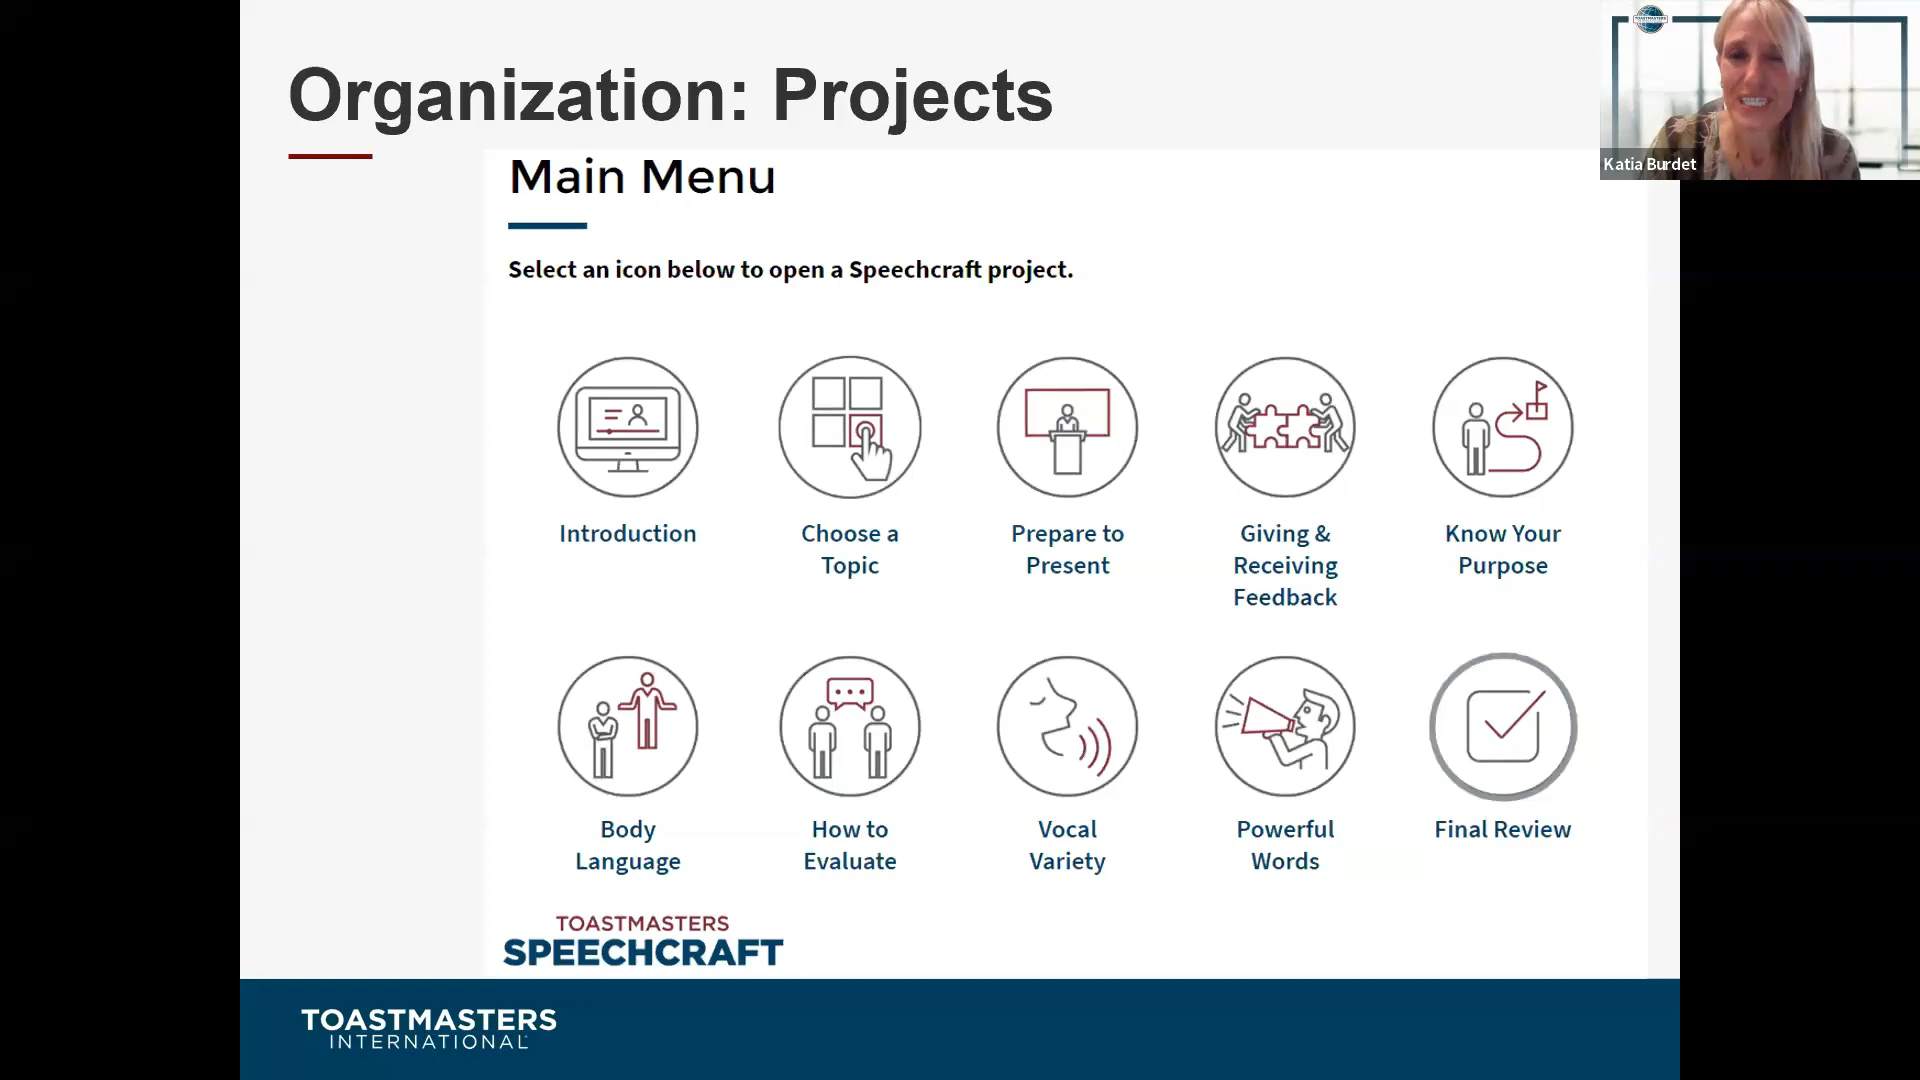 Organization: Projects
Katia Burdet
Main Menu
Select an icon below to open a Speechcraft project.
Introduction
Choose a
Topic
Prepare to
Present
Giving &
Receiving
Feedback
Know Your
Purpose
Body
Language
How to
Evaluate
Vocal
Variety
Powerful
Words
Final Review
TOASTMASTERS
SPEECHCRAFT
TOASTMASTERS
INTERNATIONAL